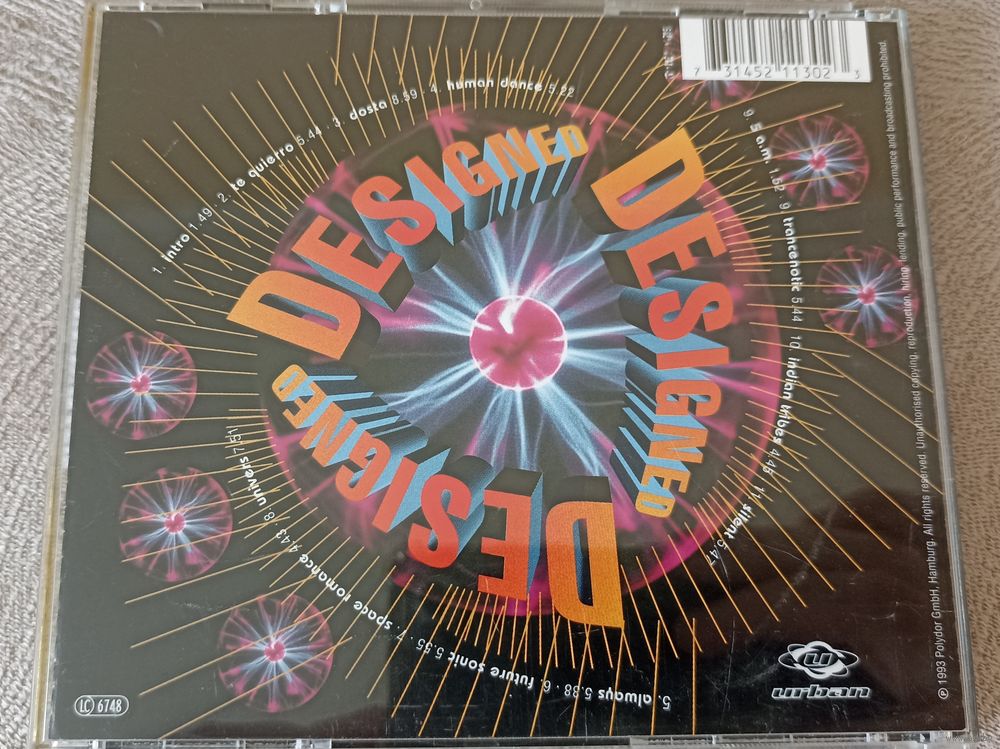 DESIGNED
DESIGNED
DESIGNED
1. intro 1.49 · 2. te quierro 5.44 · 3. dosta 8.59 · 4. human dance 5.22
5. always 5.38 · 6. future sonic 5.55 · 7. space romance 4.43 · 8. univers
9. 5 a.m. 1.52 · 9. trancenotic 5.44 · 10. indian tribes 4.46 · 11. silent 5.47
7 31452 11302 3
℗ 1993 Polydor GmbH, Hamburg. All rights reserved. Unauthorised copying, reproduction, hiring, lending, public performance and broadcasting prohibited.
u
urban
LC 6748